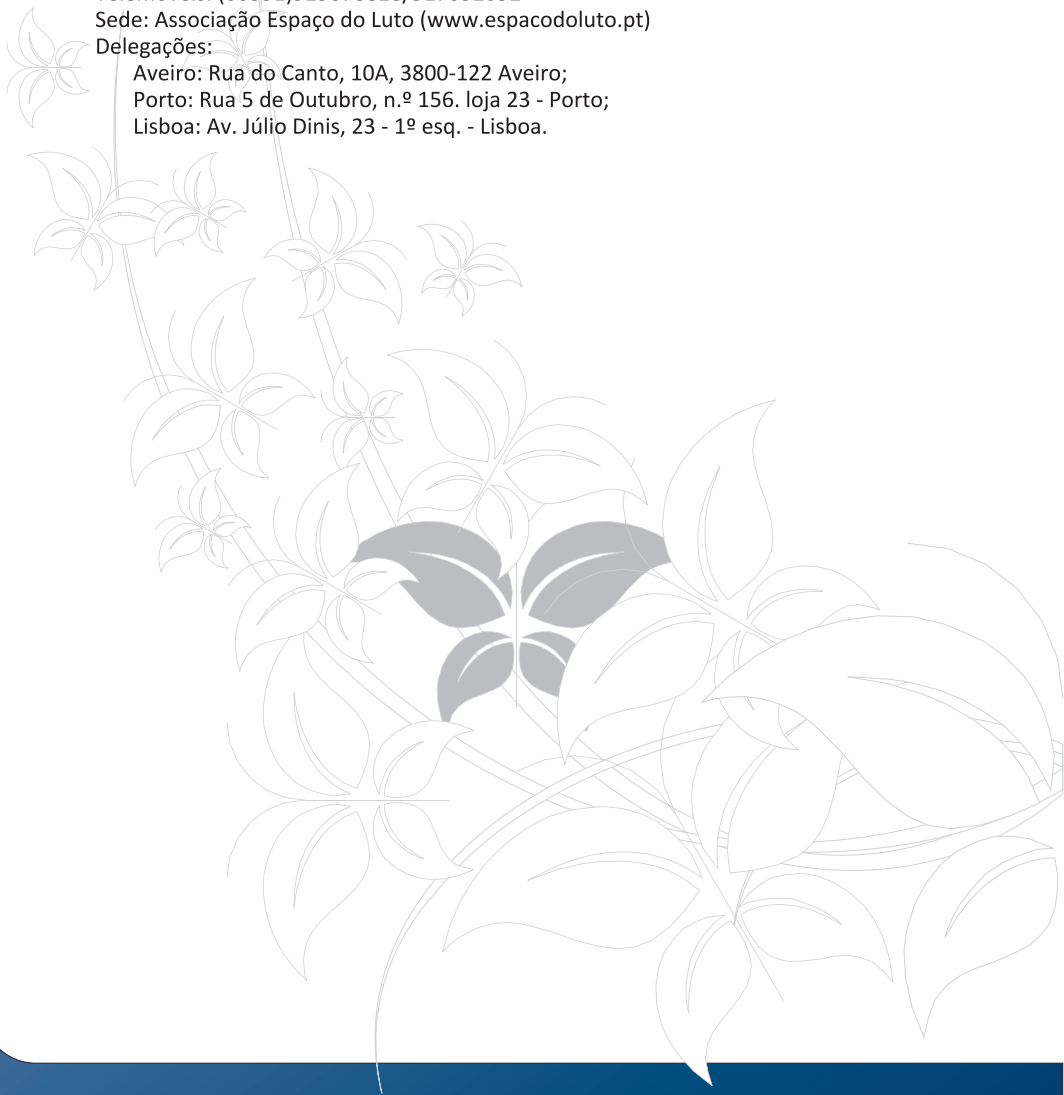 Sede: Associação Espaço do Luto (www.espacodoluto.pt)
Delegações:
Aveiro: Rua do Canto, 10A, 3800-122 Aveiro;
Porto: Rua 5 de Outubro, n.º 156. loja 23 - Porto;
Lisboa: Av. Júlio Dinis, 23 - 1º esq. - Lisboa.